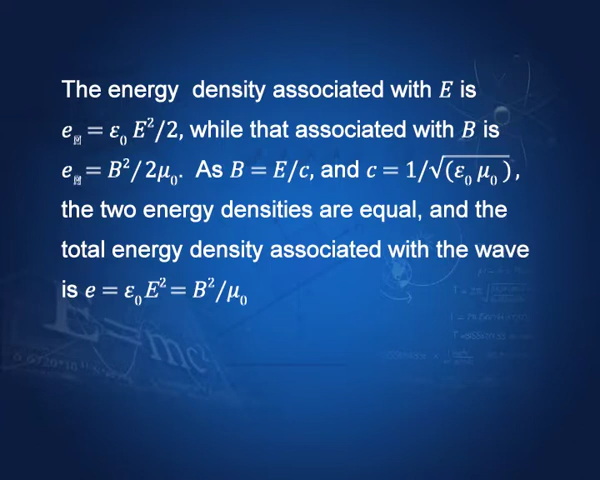 The energy density associated with E is
e = ε₀ E²/2, while that associated with B is
e = B²/2μ₀. As B = E/c, and c = 1/√(ε₀ μ₀),
the two energy densities are equal, and the
total energy density associated with the wave
is e = ε₀E² = B²/μ₀
E=mc²